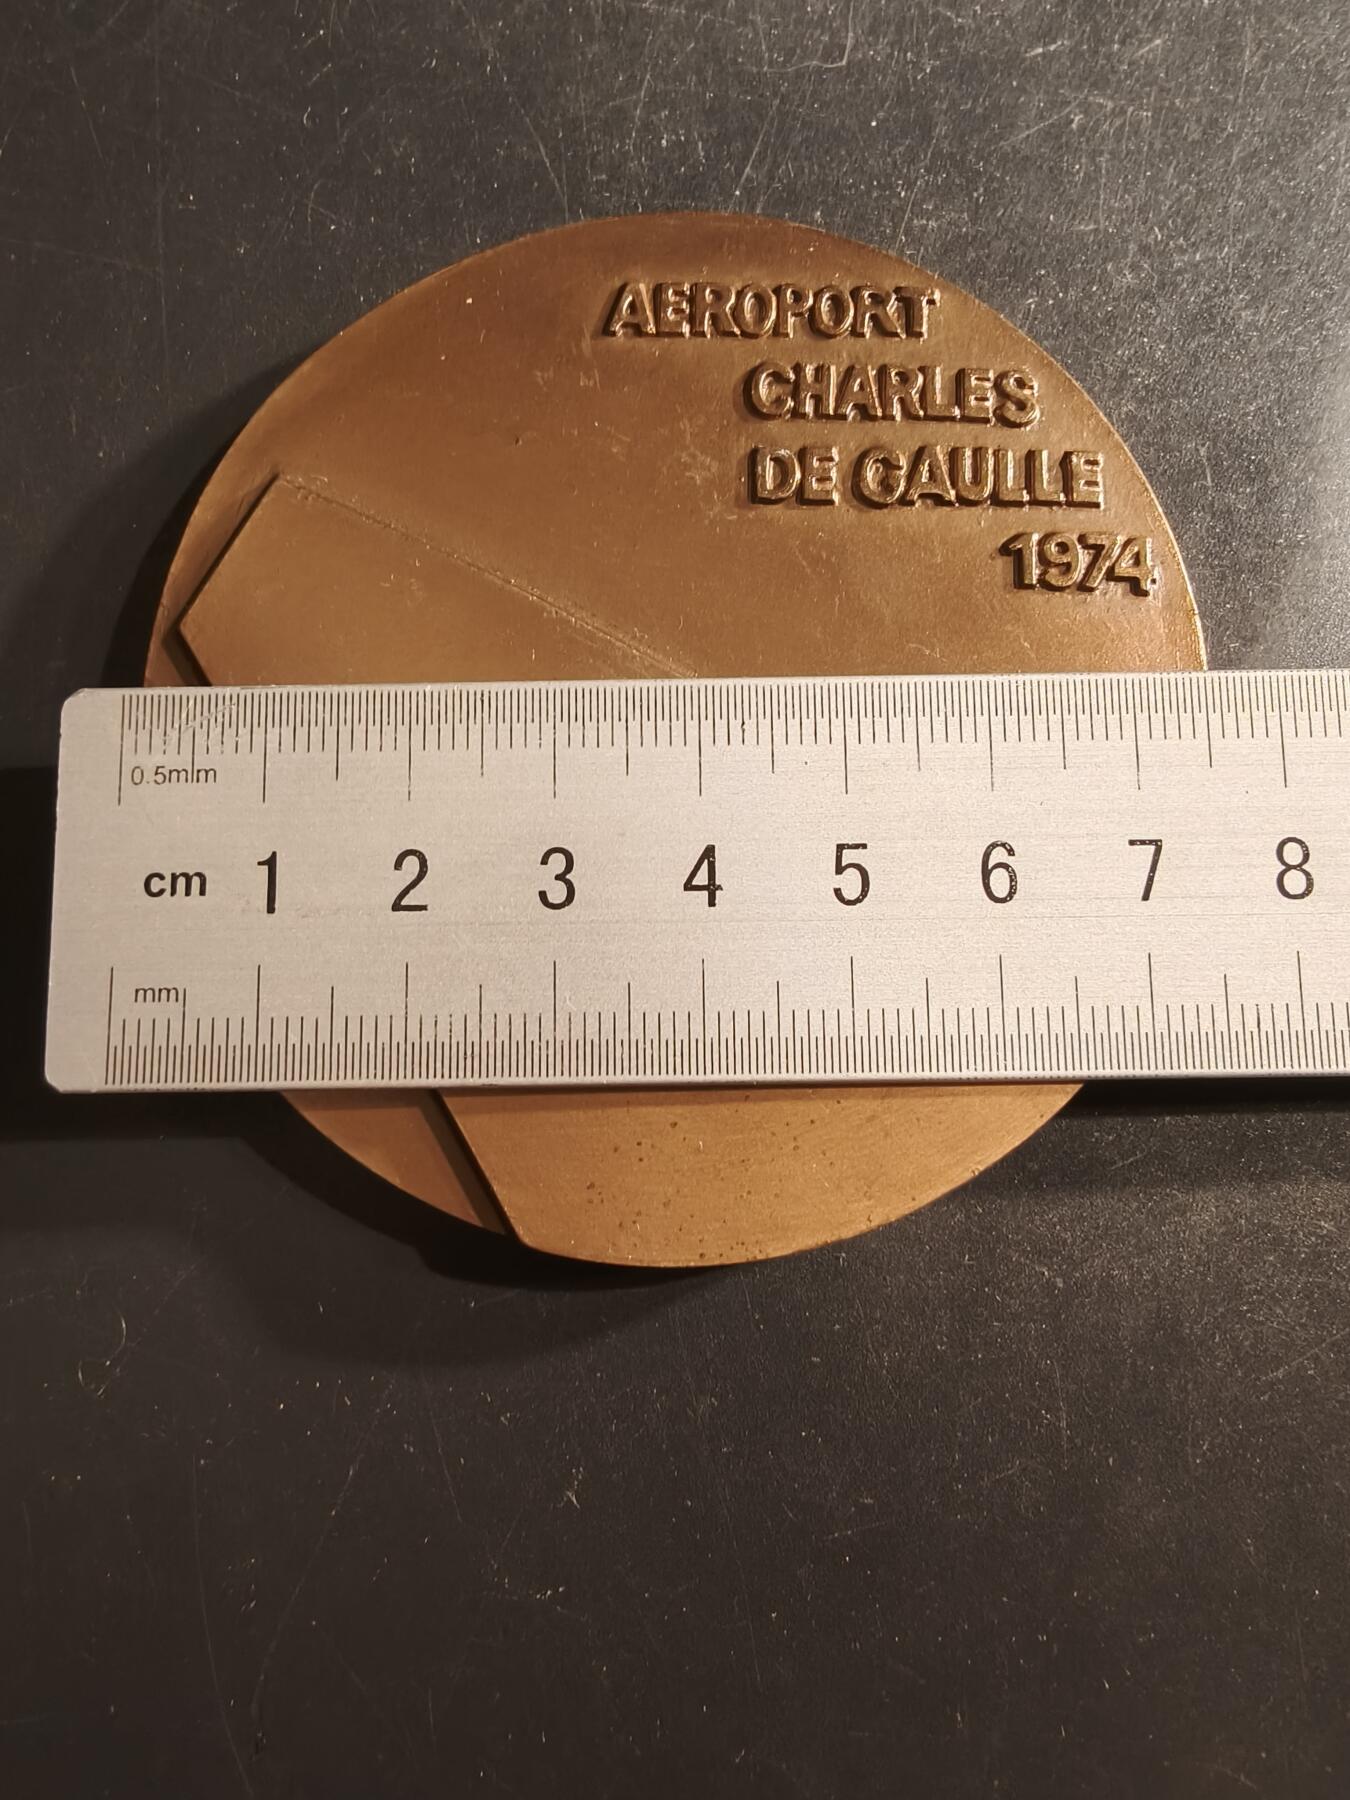 AEROPORT
CHARLES
DE GAULLE
1974
0.5mm
cm 1 2 3 4 5 6 7 8
mm